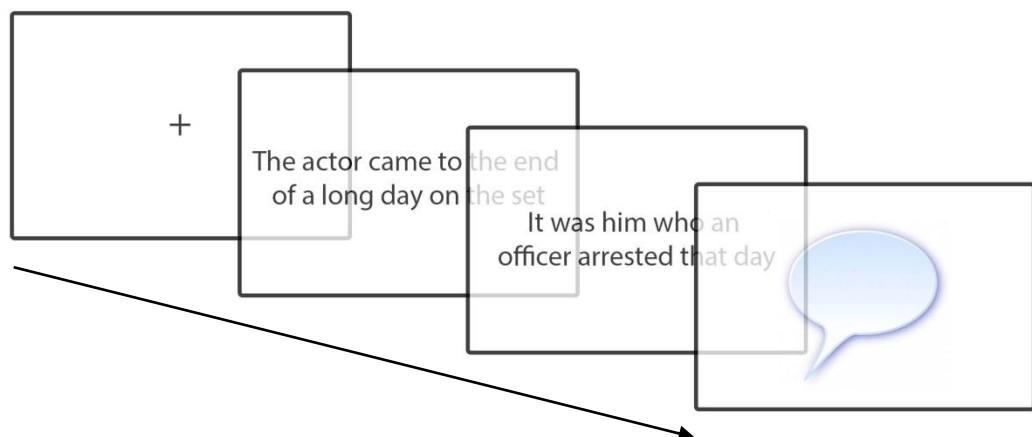 +
The actor came to the end
of a long day on the set
It was him who an
officer arrested that day